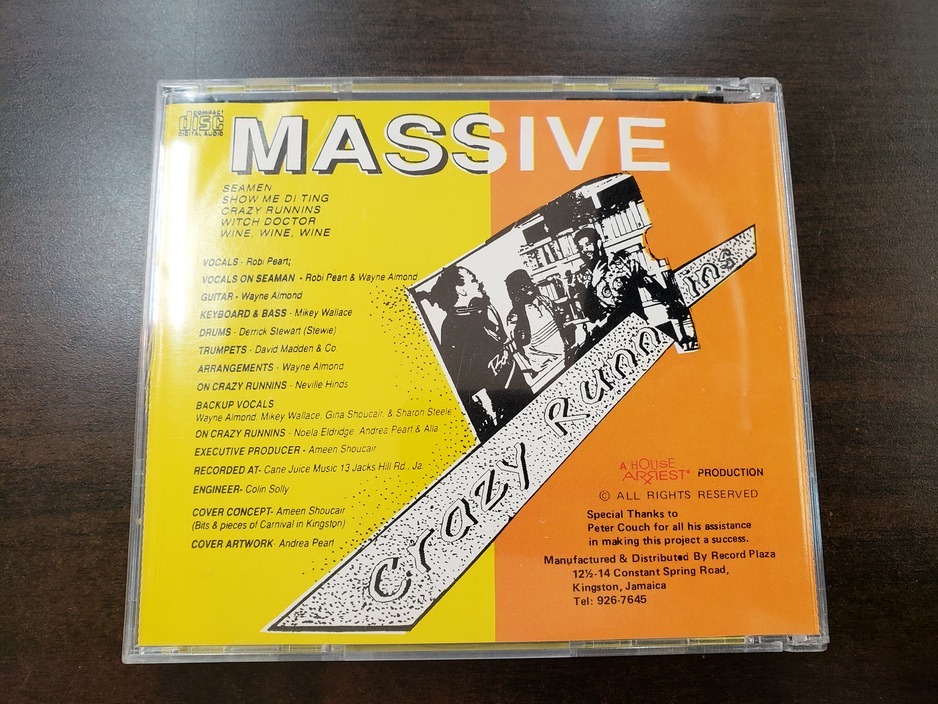 COMPACT
disc
DIGITAL AUDIO
MASSIVE
SEAMEN
SHOW ME DI TING
CRAZY RUNNINS
WITCH DOCTOR
WINE, WINE, WINE
VOCALS - Robi Peart;
VOCALS ON SEAMAN - Robi Peart & Wayne Almond
GUITAR - Wayne Almond
KEYBOARD & BASS - Mikey Wallace
DRUMS - Derrick Stewart (Stewie)
TRUMPETS - David Madden & Co.
ARRANGEMENTS - Wayne Almond
ON CRAZY RUNNINS - Neville Hinds
BACKUP VOCALS
Wayne Almond, Mikey Wallace, Gina Shoucair, & Sharon Steele
ON CRAZY RUNNINS - Noela Eldridge, Andrea Peart & Alla
EXECUTIVE PRODUCER - Ameen Shoucair
RECORDED AT- Cane Juice Music 13 Jacks Hill Rd., Ja.
ENGINEER- Colin Solly
COVER CONCEPT- Ameen Shoucair
(Bits & pieces of Carnival in Kingston)
COVER ARTWORK- Andrea Peart
Crazy Runnins
A HOUSE
ARREST PRODUCTION
© ALL RIGHTS RESERVED
Special Thanks to
Peter Couch for all his assistance
in making this project a success.
Manufactured & Distributed By Record Plaza
12½-14 Constant Spring Road,
Kingston, Jamaica
Tel: 926-7645